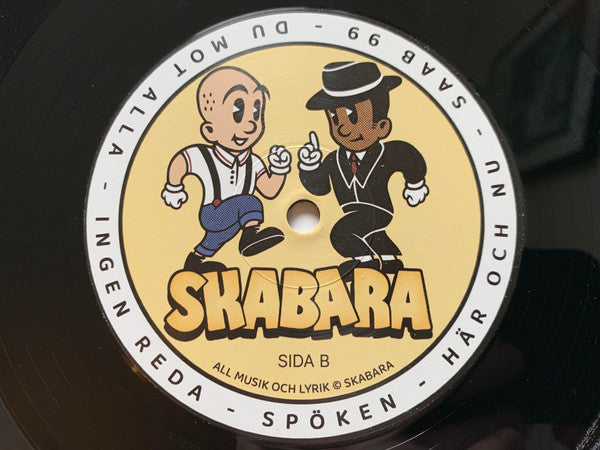 DU MOT ALLA - INGEN REDA - SPÖKEN - HÄR OCH NU - SAAB 99 -
SKABARA
SIDA B
ALL MUSIK OCH LYRIK © SKABARA